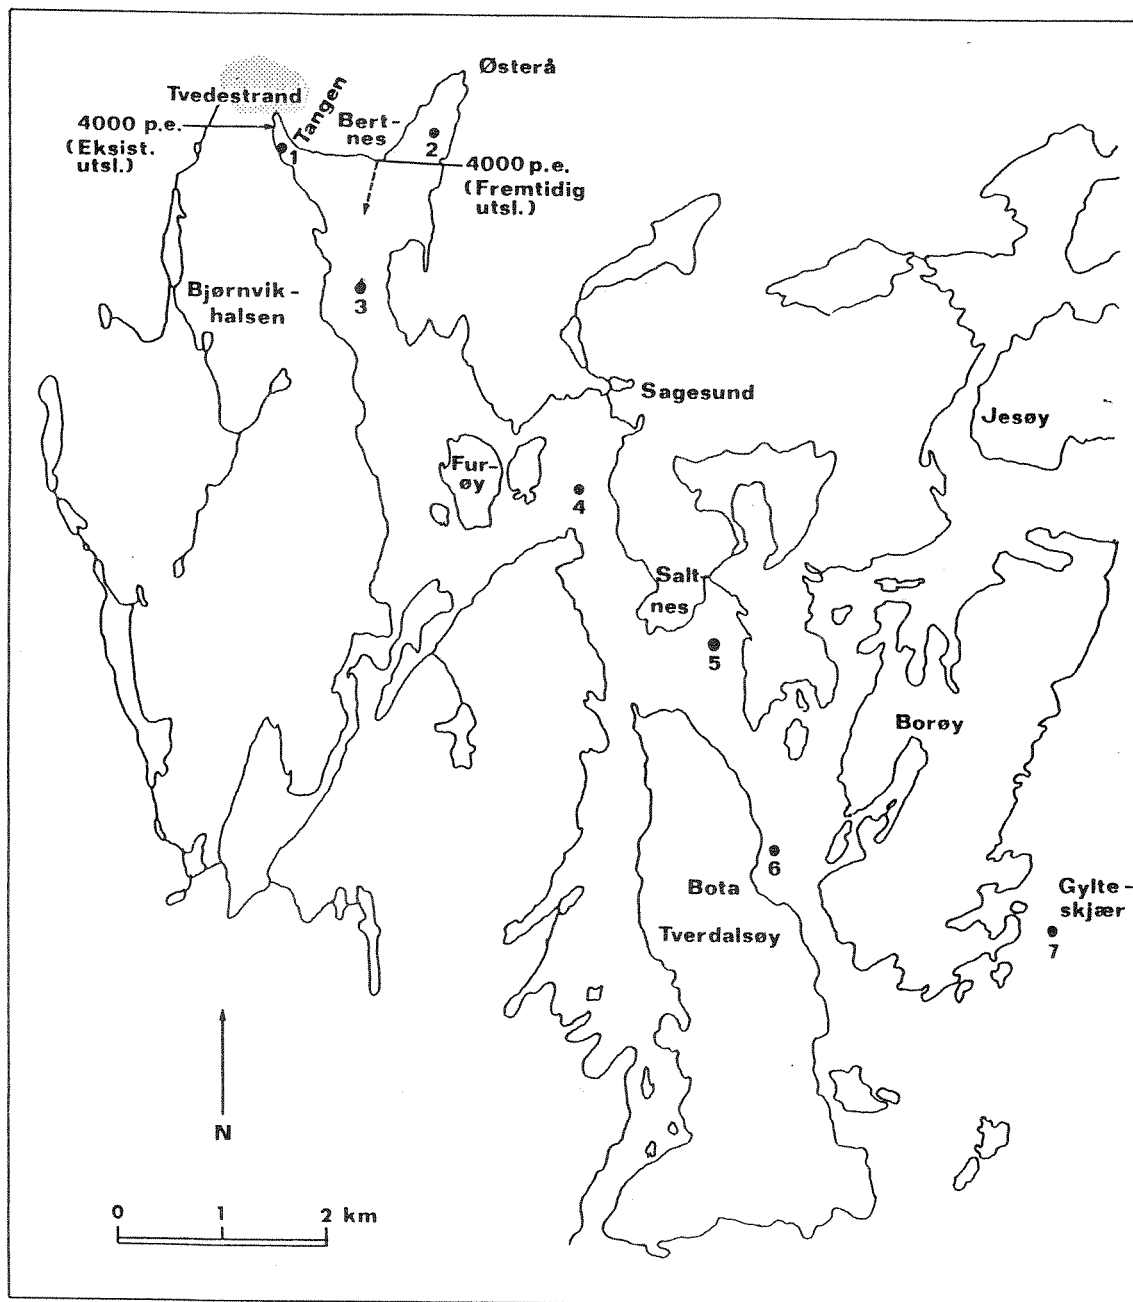 Østerå
Tvedestrand
Tangen
4000 p.e.
(Eksist.
utsl.)
Bert-
nes
1
2
4000 p.e.
(Fremtidig
utsl.)
Bjørnvik-
halsen
3
Sagesund
Jesøy
Fur-
øy
4
Salt-
nes
5
Borøy
6
Bota
Tverdalsøy
Gylte-
skjær
7
N
0 1 2 km